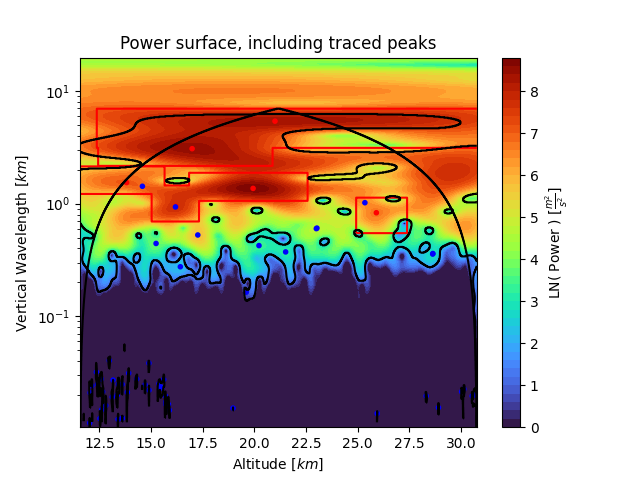 Power surface, including traced peaks
Vertical Wavelength [km]
10¹
10⁰
10⁻¹
12.5 15.0 17.5 20.0 22.5 25.0 27.5 30.0
Altitude [km]
8
7
6
5
4
3
2
1
0
LN( Power ) [m²/s²]